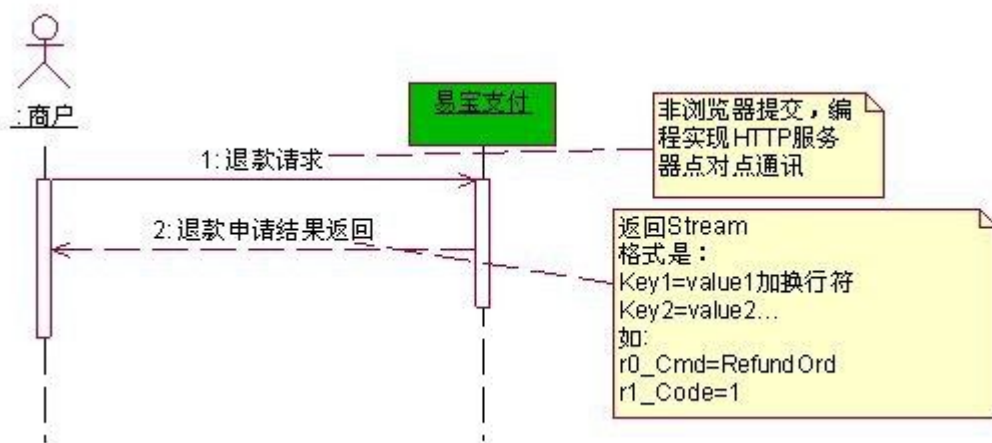 :商户
易宝支付
非浏览器提交，编
程实现HTTP服务
器点对点通讯
1:退款请求
2:退款申请结果返回
返回Stream
格式是：
Key1=value1加换行符
Key2=value2...
如:
r0_Cmd=RefundOrd
r1_Code=1